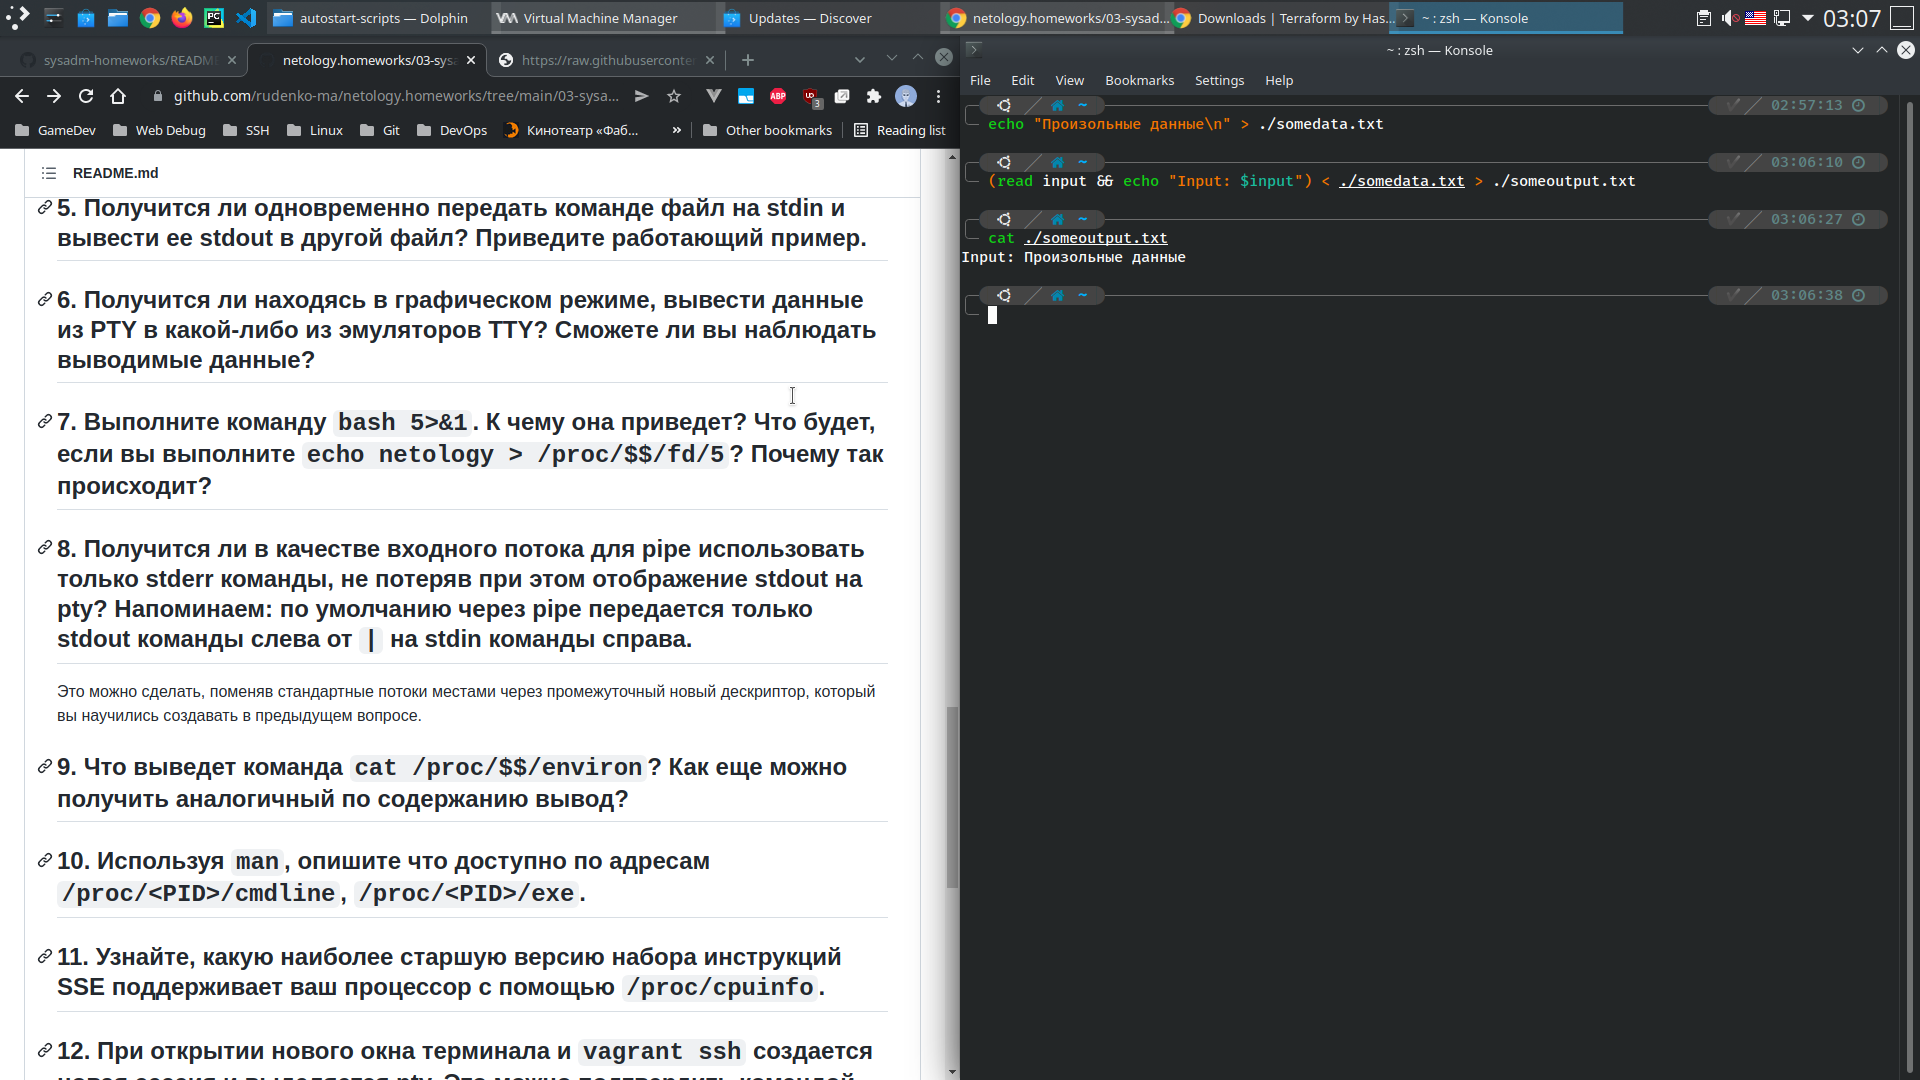 autostart-scripts — Dolphin
Virtual Machine Manager
Updates — Discover
netology.homeworks/03-sysad...
Downloads | Terraform by Has...
~ : zsh — Konsole
03:07
sysadm-homeworks/README
netology.homeworks/03-sys
https://raw.githubuserconte
~ : zsh — Konsole
File Edit View Bookmarks Settings Help
github.com/rudenko-ma/netology.homeworks/tree/main/03-sysa...
ABP
3
GameDev Web Debug SSH Linux Git DevOps Кинотеатр «Фаб... » Other bookmarks Reading list
README.md
5. Получится ли одновременно передать команде файл на stdin и
вывести ее stdout в другой файл? Приведите работающий пример.
6. Получится ли находясь в графическом режиме, вывести данные
из PTY в какой-либо из эмуляторов TTY? Сможете ли вы наблюдать
выводимые данные?
7. Выполните команду bash 5>&1. К чему она приведет? Что будет,
если вы выполните echo netology > /proc/$$/fd/5? Почему так
происходит?
8. Получится ли в качестве входного потока для pipe использовать
только stderr команды, не потеряв при этом отображение stdout на
pty? Напоминаем: по умолчанию через pipe передается только
stdout команды слева от | на stdin команды справа.
Это можно сделать, поменяв стандартные потоки местами через промежуточный новый дескриптор, который
вы научились создавать в предыдущем вопросе.
9. Что выведет команда cat /proc/$$/environ? Как еще можно
получить аналогичный по содержанию вывод?
10. Используя man, опишите что доступно по адресам
/proc/<PID>/cmdline, /proc/<PID>/exe.
11. Узнайте, какую наиболее старшую версию набора инструкций
SSE поддерживает ваш процессор с помощью /proc/cpuinfo.
12. При открытии нового окна терминала и vagrant ssh создается
новая сессия и выделяется pty. Это можно подтвердить командой
~ 02:57:13
echo "Произольные данные\n" > ./somedata.txt
~ 03:06:10
(read input && echo "Input: $input") < ./somedata.txt > ./someoutput.txt
~ 03:06:27
cat ./someoutput.txt
Input: Произольные данные
~ 03:06:38